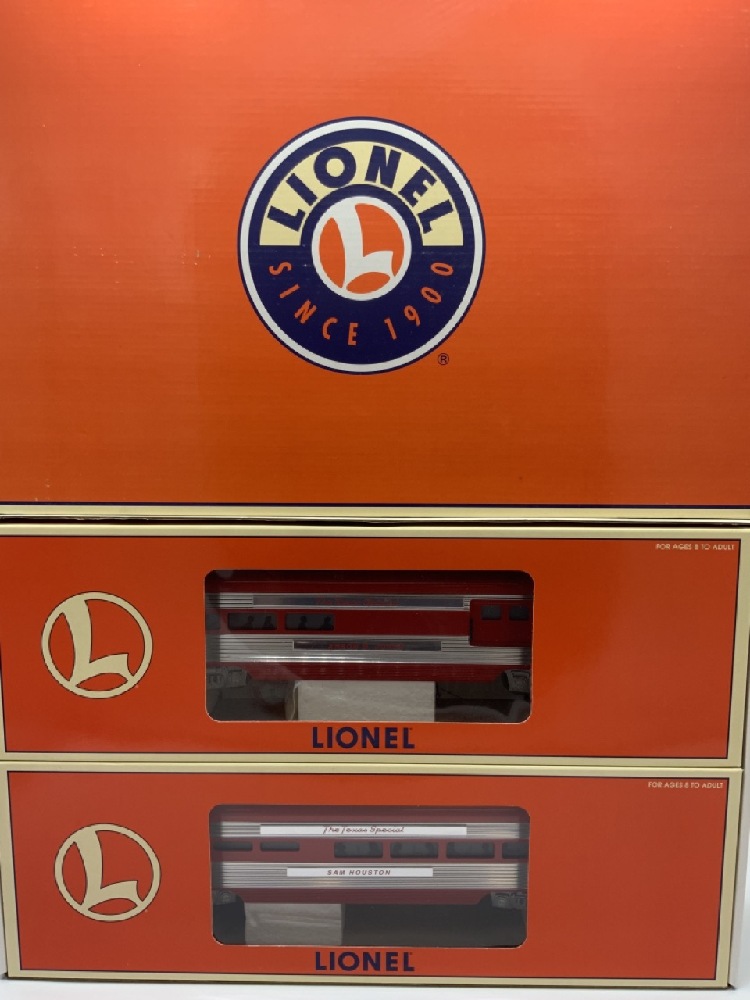 LIONEL
L
SINCE 1900
®
FOR AGES 8 TO ADULT
L
LIONEL
FOR AGES 8 TO ADULT
L
The Texas Special
SAM HOUSTON
LIONEL